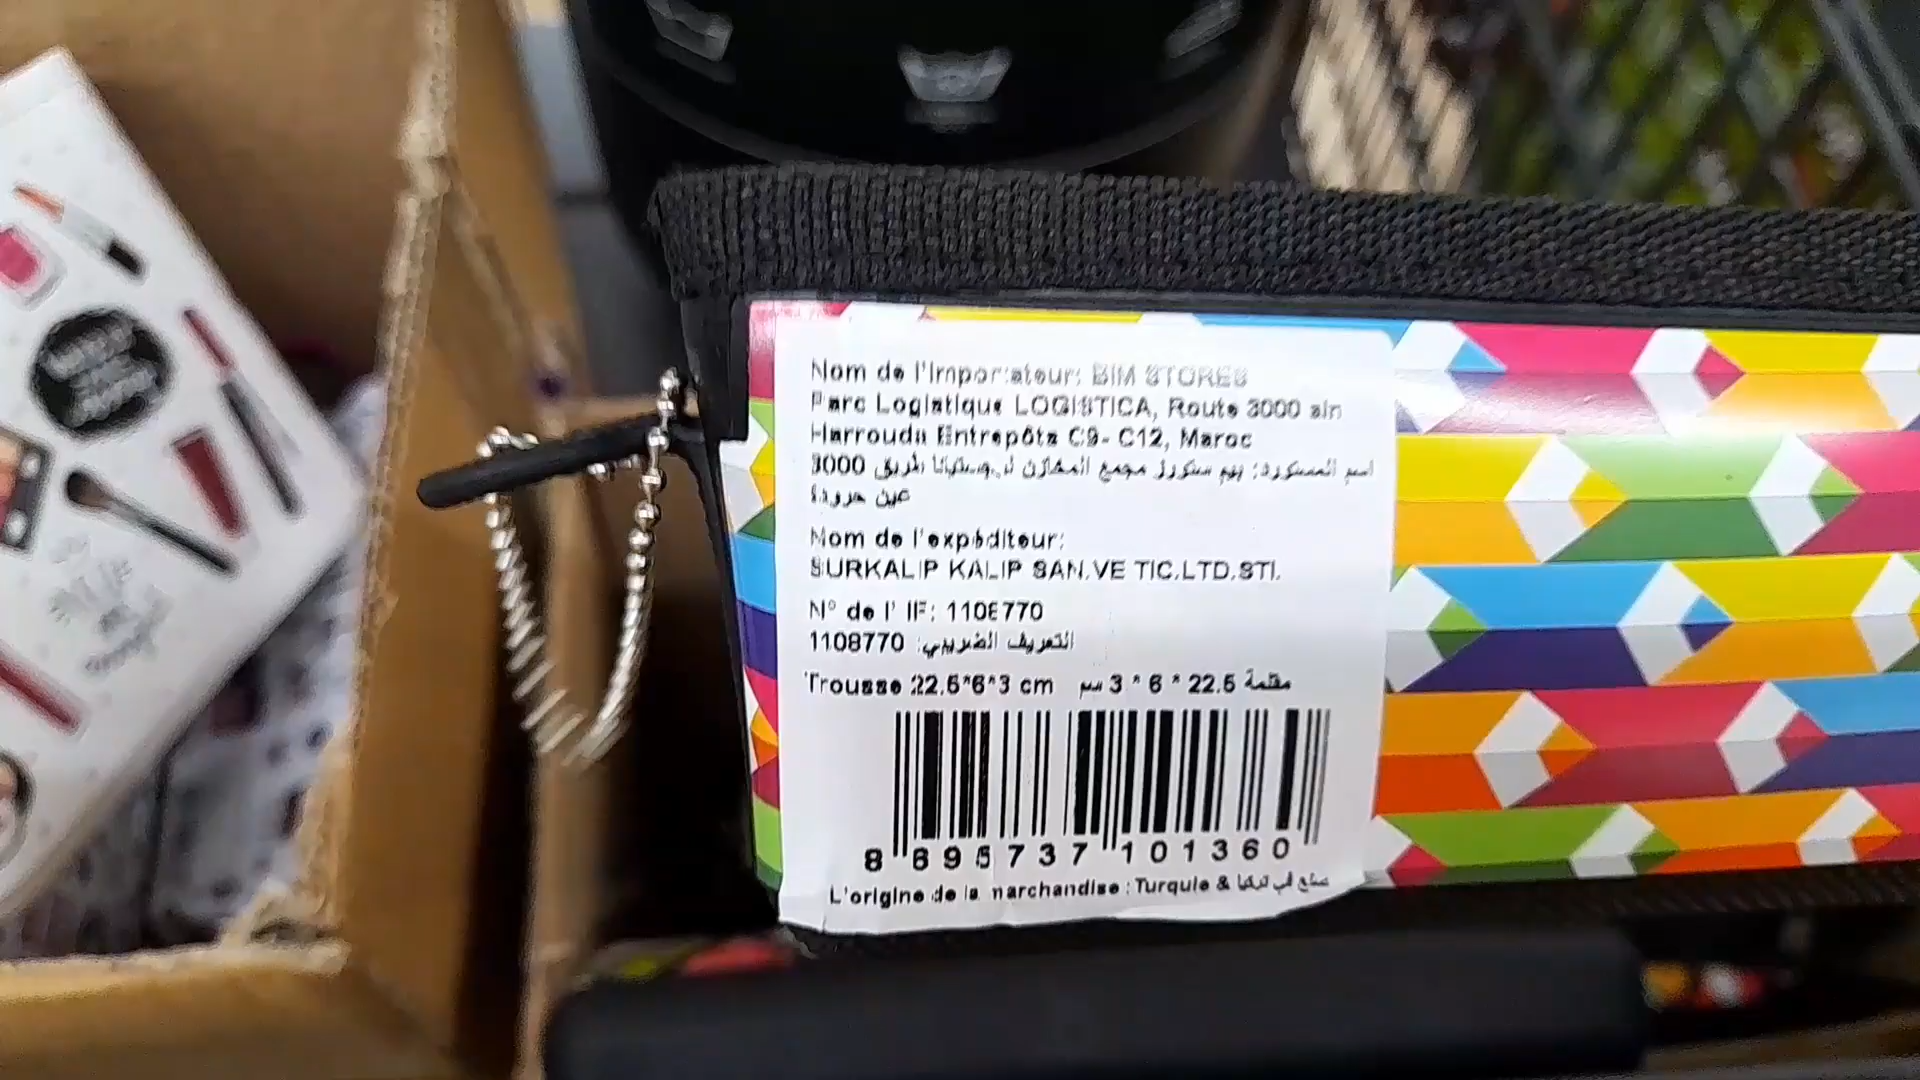 Nom de l'Importateur: BIM STORES
Parc Logistique LOGISTICA, Route 3000 ain
Harrouda Entrepôts C9- C12, Maroc
اسم المستورد: بيم ستورز مجمع المخازن لوجستيكا طريق 3000
عين حرودة
Nom de l'expéditeur:
SURKALIP KALIP SAN.VE TIC.LTD.STI.
N° de l' IF: 1108770
التعريف الضريبي: 1108770
Trousse 22.5*6*3 cm مقلمة 22.5 * 6 * 3 سم
8 695737 101360
L'origine de la marchandise : Turquie & صنع في تركيا